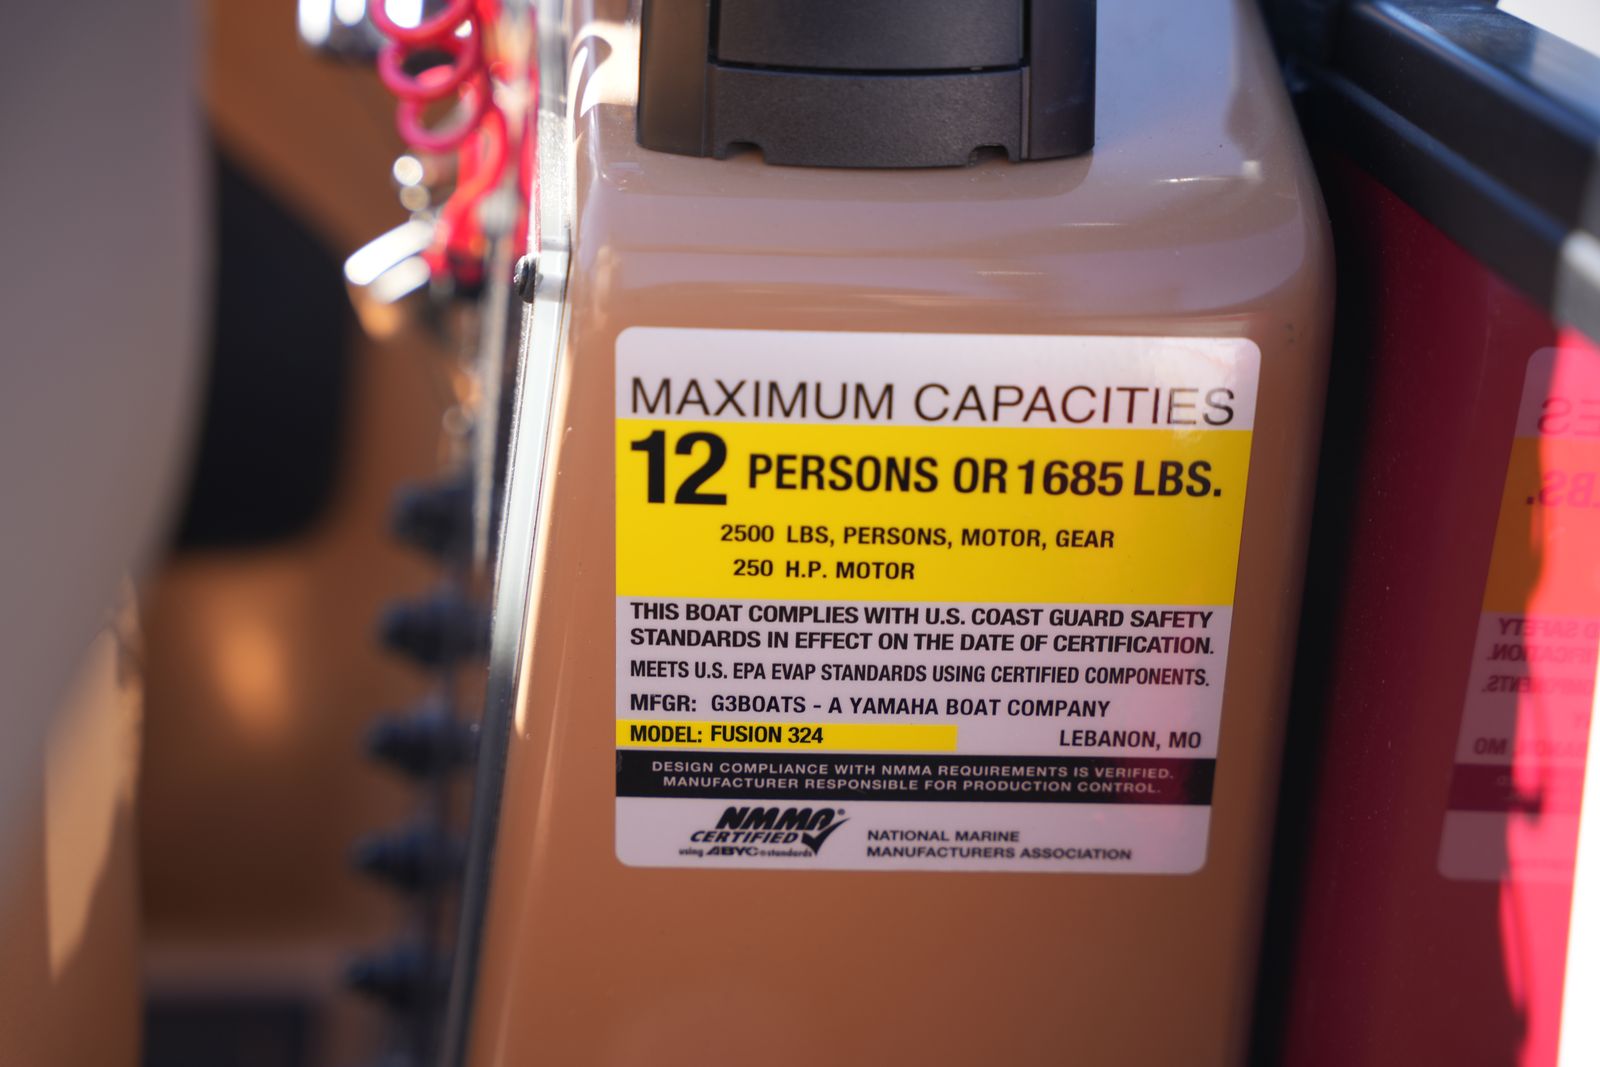 MAXIMUM CAPACITIES
12 PERSONS OR 1685 LBS.
2500 LBS, PERSONS, MOTOR, GEAR
250 H.P. MOTOR
THIS BOAT COMPLIES WITH U.S. COAST GUARD SAFETY
STANDARDS IN EFFECT ON THE DATE OF CERTIFICATION.
MEETS U.S. EPA EVAP STANDARDS USING CERTIFIED COMPONENTS.
MFGR: G3BOATS - A YAMAHA BOAT COMPANY
MODEL: FUSION 324 LEBANON, MO
DESIGN COMPLIANCE WITH NMMA REQUIREMENTS IS VERIFIED.
MANUFACTURER RESPONSIBLE FOR PRODUCTION CONTROL.
NMMA®
CERTIFIED
using ABYC standards
NATIONAL MARINE
MANUFACTURERS ASSOCIATION